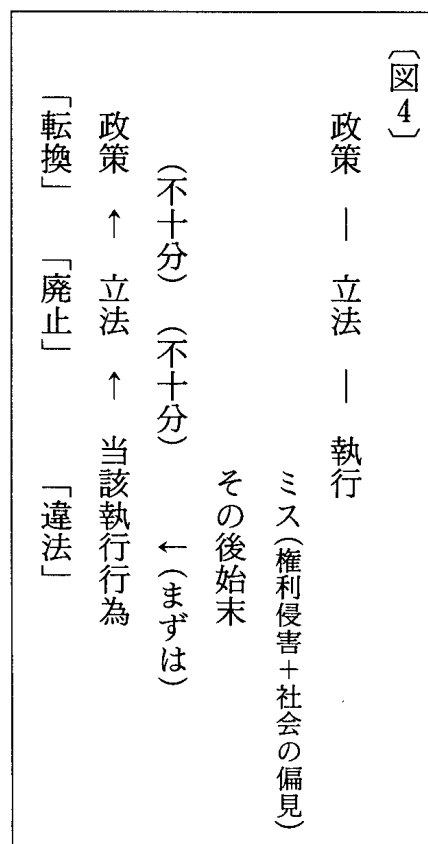 〔図4〕
政策 ― 立法 ― 執行
ミス(権利侵害+社会の偏見)
その後始末
(不十分) (不十分) ←(まずは)
政策 ↑ 立法 ↑ 当該執行行為
「転換」 「廃止」 「違法」